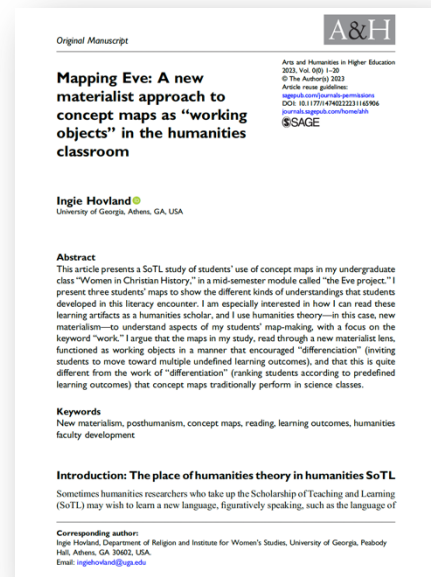 Original Manuscript
A&H
Arts and Humanities in Higher Education
2023, Vol. 0(0) 1–20
© The Author(s) 2023
Article reuse guidelines:
sagepub.com/journals-permissions
DOI: 10.1177/14740222231165906
journals.sagepub.com/home/ahh
SAGE
Mapping Eve: A new
materialist approach to
concept maps as “working
objects” in the humanities
classroom
Ingie Hovland
University of Georgia, Athens, GA, USA
Abstract
This article presents a SoTL study of students’ use of concept maps in my undergraduate
class “Women in Christian History,” in a mid-semester module called “the Eve project.” I
present three students’ maps to show the different kinds of understandings that students
developed in this literacy encounter. I am especially interested in how I can read these
learning artifacts as a humanities scholar, and I use humanities theory—in this case, new
materialism—to understand aspects of my students’ map-making, with a focus on the
keyword “work.” I argue that the maps in my study, read through a new materialist lens,
functioned as working objects in a manner that encouraged “differenciation” (inviting
students to move toward multiple undefined learning outcomes), and that this is quite
different from the work of “differentiation” (ranking students according to predefined
learning outcomes) that concept maps traditionally perform in science classes.
Keywords
New materialism, posthumanism, concept maps, reading, learning outcomes, humanities
faculty development
Introduction: The place of humanities theory in humanities SoTL
Sometimes humanities researchers who take up the Scholarship of Teaching and Learning
(SoTL) may wish to learn a new language, figuratively speaking, such as the language of
Corresponding author:
Ingie Hovland, Department of Religion and Institute for Women’s Studies, University of Georgia, Peabody
Hall, Athens, GA 30602, USA.
Email: ingiehovland@uga.edu